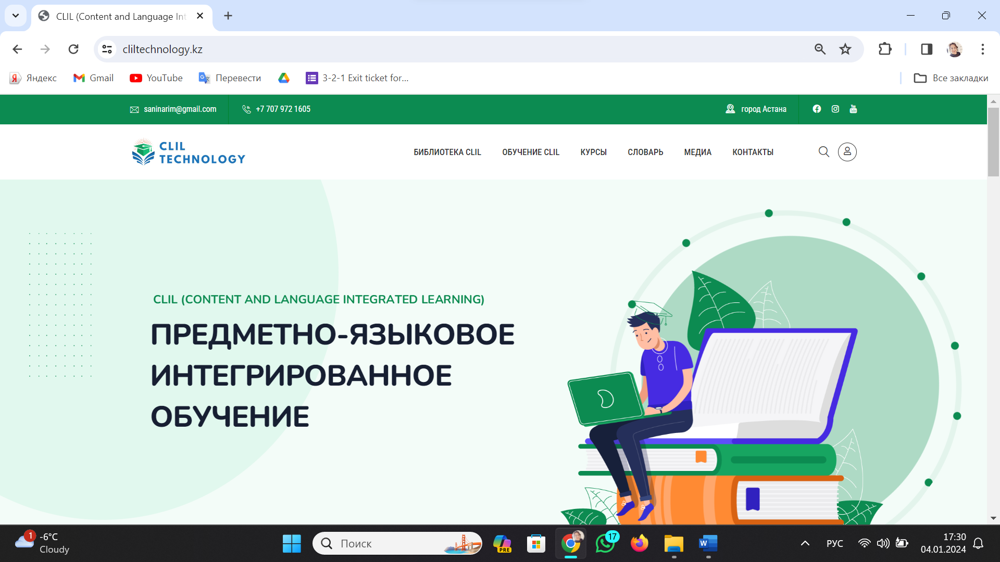 CLIL (Content and Language Int
cliltechnology.kz
Яндекс
Gmail
YouTube
Перевести
3-2-1 Exit ticket for...
Все закладки
saninarim@gmail.com
+7 707 972 1605
город Астана
You
CLIL
TECHNOLOGY
БИБЛИОТЕКА CLIL
ОБУЧЕНИЕ CLIL
КУРСЫ
СЛОВАРЬ
МЕДИА
КОНТАКТЫ
CLIL (CONTENT AND LANGUAGE INTEGRATED LEARNING)
ПРЕДМЕТНО-ЯЗЫКОВОЕ
ИНТЕГРИРОВАННОЕ
ОБУЧЕНИЕ
1
-6°C
Cloudy
Поиск
PRE
17
W
РУС
17:30
04.01.2024